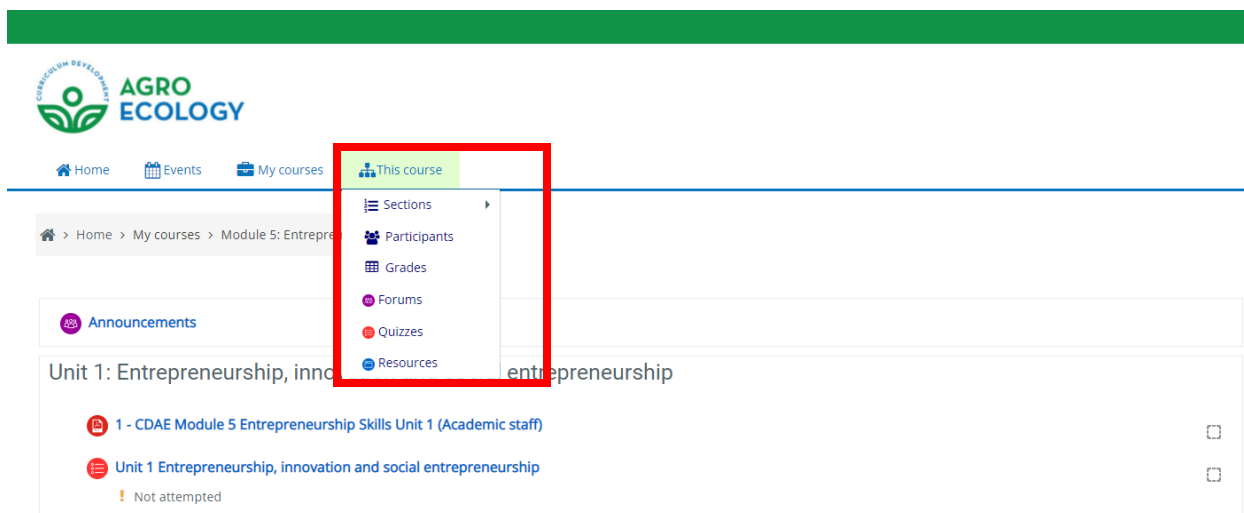 CURRICULUM DEVELOPMENT
AGRO
ECOLOGY
Home Events My courses This course
Sections
Participants
Grades
Forums
Quizzes
Resources
> Home > My courses > Module 5:
Announcements
Unit 1: Entrepreneurship, entrepreneurship
1 - CDAE Module 5 Entrepreneurship Skills Unit 1 (Academic staff)
Unit 1 Entrepreneurship, innovation and social entrepreneurship
! Not attempted